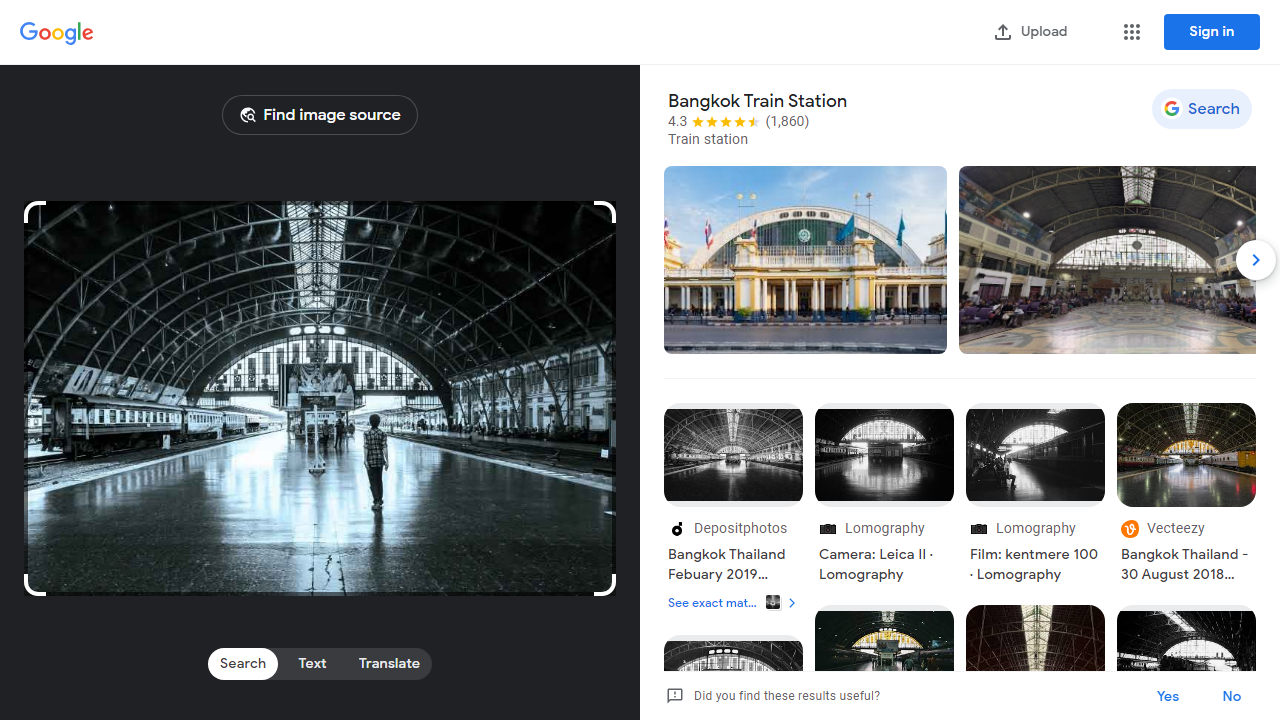 Google
Upload
Sign in
Find image source
Search
Text
Translate
Bangkok Train Station
4.3
(1,860)
Train station
Search
Depositphotos
Bangkok Thailand
Febuary 2019...
See exact mat...
Lomography
Camera: Leica II ·
Lomography
Lomography
Film: kentmere 100
· Lomography
Vecteezy
Bangkok Thailand -
30 August 2018...
Did you find these results useful?
Yes
No